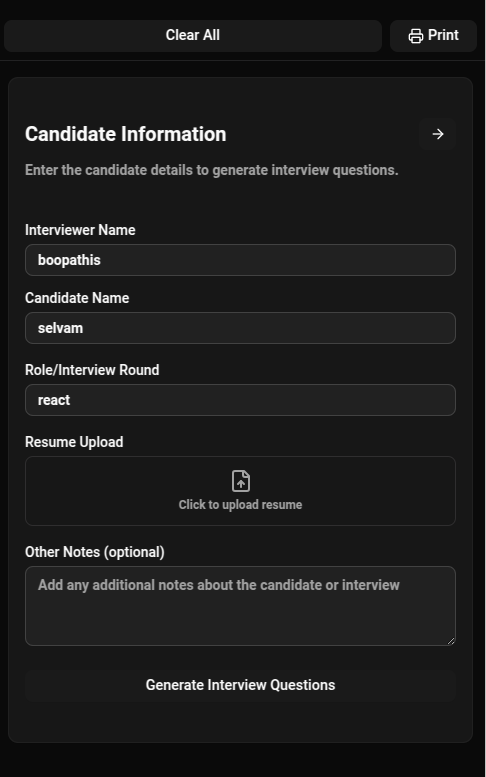 Clear All
Print
Candidate Information
Enter the candidate details to generate interview questions.
Interviewer Name
boopathis
Candidate Name
selvam
Role/Interview Round
react
Resume Upload
Click to upload resume
Other Notes (optional)
Add any additional notes about the candidate or interview
Generate Interview Questions